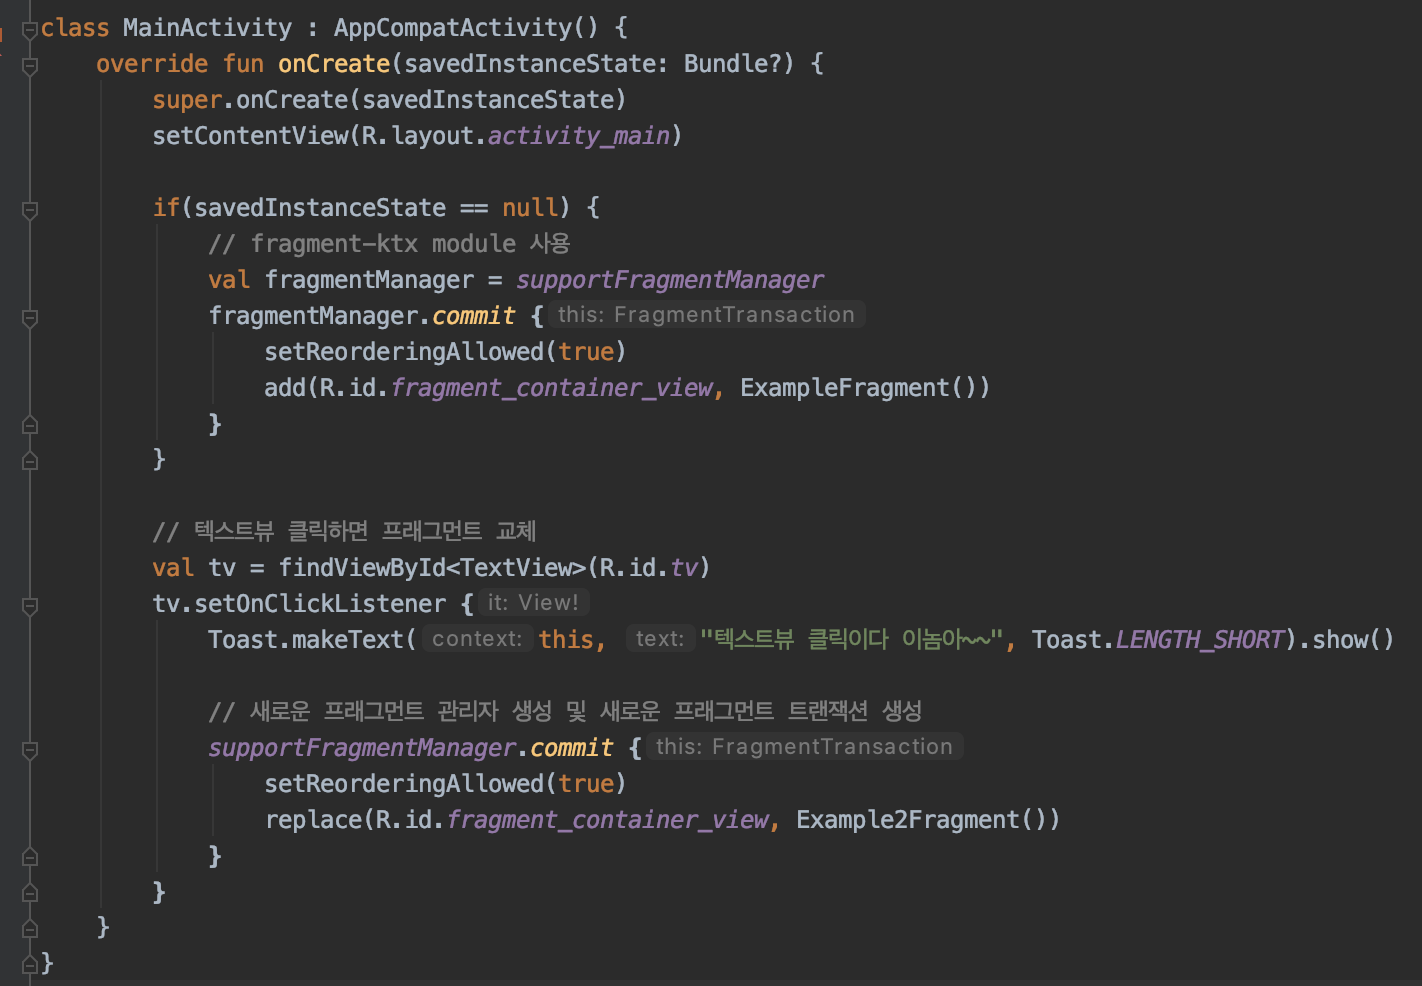 class MainActivity : AppCompatActivity() {
    override fun onCreate(savedInstanceState: Bundle?) {
        super.onCreate(savedInstanceState)
        setContentView(R.layout.activity_main)

        if(savedInstanceState == null) {
            // fragment-ktx module 사용
            val fragmentManager = supportFragmentManager
            fragmentManager.commit { this: FragmentTransaction
                setReorderingAllowed(true)
                add(R.id.fragment_container_view, ExampleFragment())
            }
        }

        // 텍스트뷰 클릭하면 프래그먼트 교체
        val tv = findViewById<TextView>(R.id.tv)
        tv.setOnClickListener { it: View!
            Toast.makeText( context: this, text: "텍스트뷰 클릭이다 이놈아~~", Toast.LENGTH_SHORT).show()

            // 새로운 프래그먼트 관리자 생성 및 새로운 프래그먼트 트랜잭션 생성
            supportFragmentManager.commit { this: FragmentTransaction
                setReorderingAllowed(true)
                replace(R.id.fragment_container_view, Example2Fragment())
            }
        }
    }
}